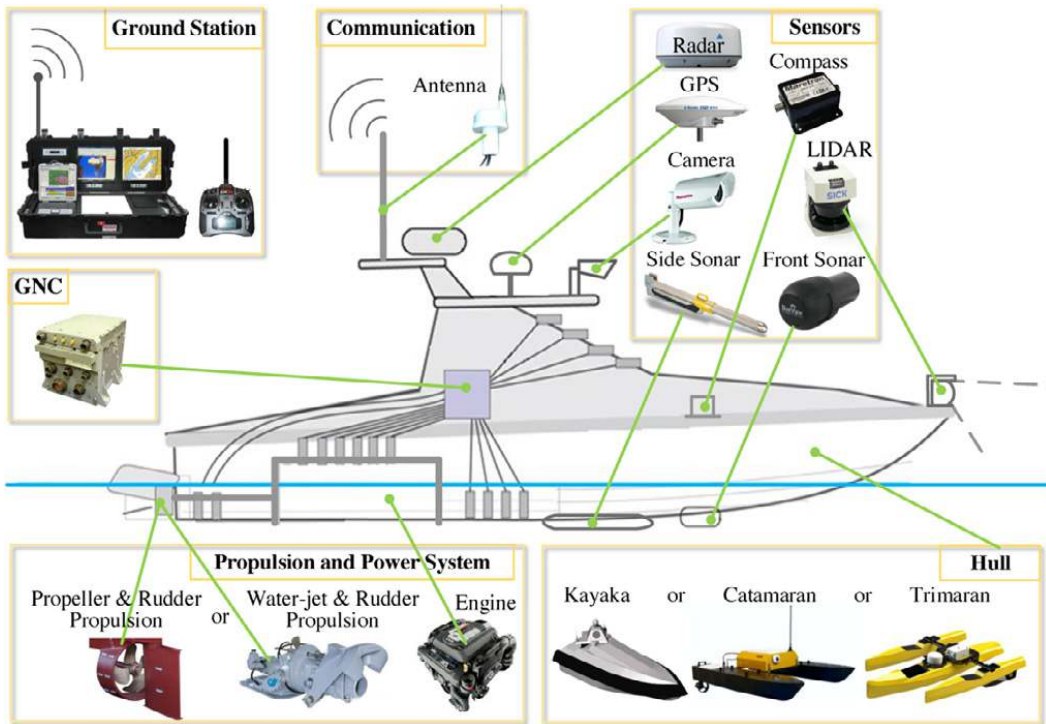 Ground Station
Communication
Antenna
Sensors
Radar
Compass
GPS
Camera
LIDAR
SICK
Side Sonar
Front Sonar
GNC
Propulsion and Power System
Propeller & Rudder
Propulsion
or
Water-jet & Rudder
Propulsion
Engine
Hull
Kayaka
or
Catamaran
or
Trimaran